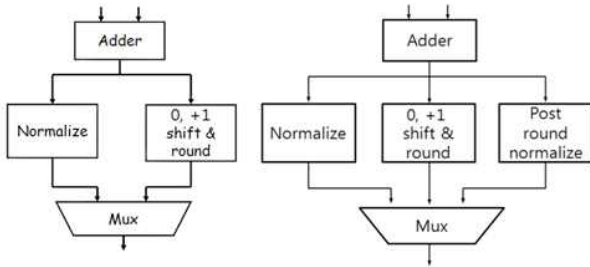 Adder
Normalize
0, +1
shift &
round
Mux
Adder
Normalize
0, +1
shift &
round
Post
round
normalize
Mux